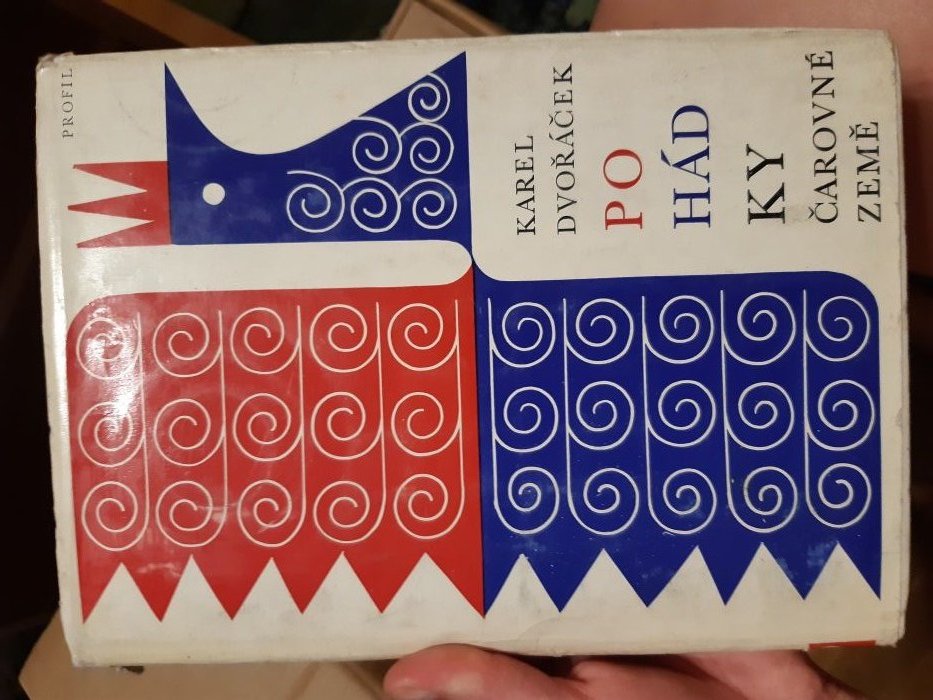 PROFIL
KAREL
DVOŘÁČEK
PO
HÁD
KY
ČAROVNÉ
ZEMĚ